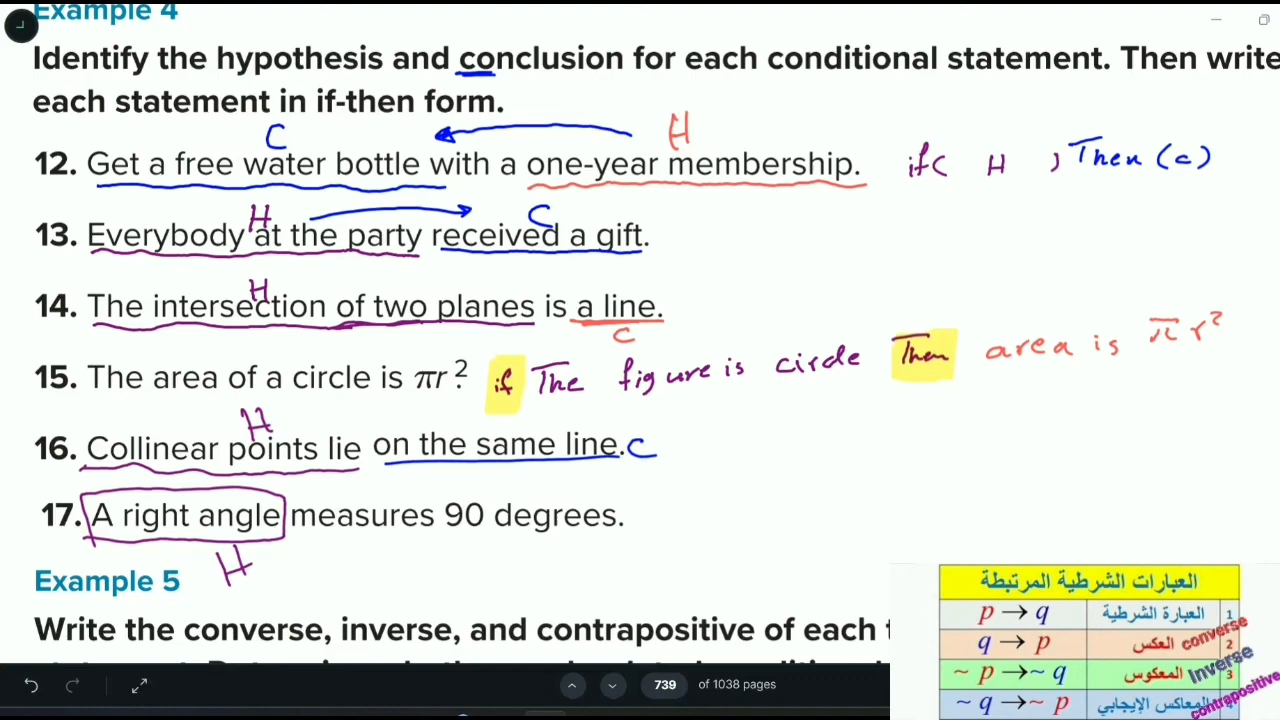 Example 4
Identify the hypothesis and conclusion for each conditional statement. Then write
each statement in if-then form.
C H
12. Get a free water bottle with a one-year membership. if( H , Then (c)
H C
13. Everybody at the party received a gift.
H
14. The intersection of two planes is a line.
C
15. The area of a circle is πr². if The figure is circle Then area is πr²
H
16. Collinear points lie on the same line. C
17. A right angle measures 90 degrees.
H
Example 5
Write the converse, inverse, and contrapositive of each
العبارات الشرطية المرتبطة
1 العبارة الشرطية p → q
2 العكس converse q → p
3 المعكوس Inverse ~ p → ~ q
المعاكس الإيجابي contrapositive ~ q → ~ p
739 of 1038 pages